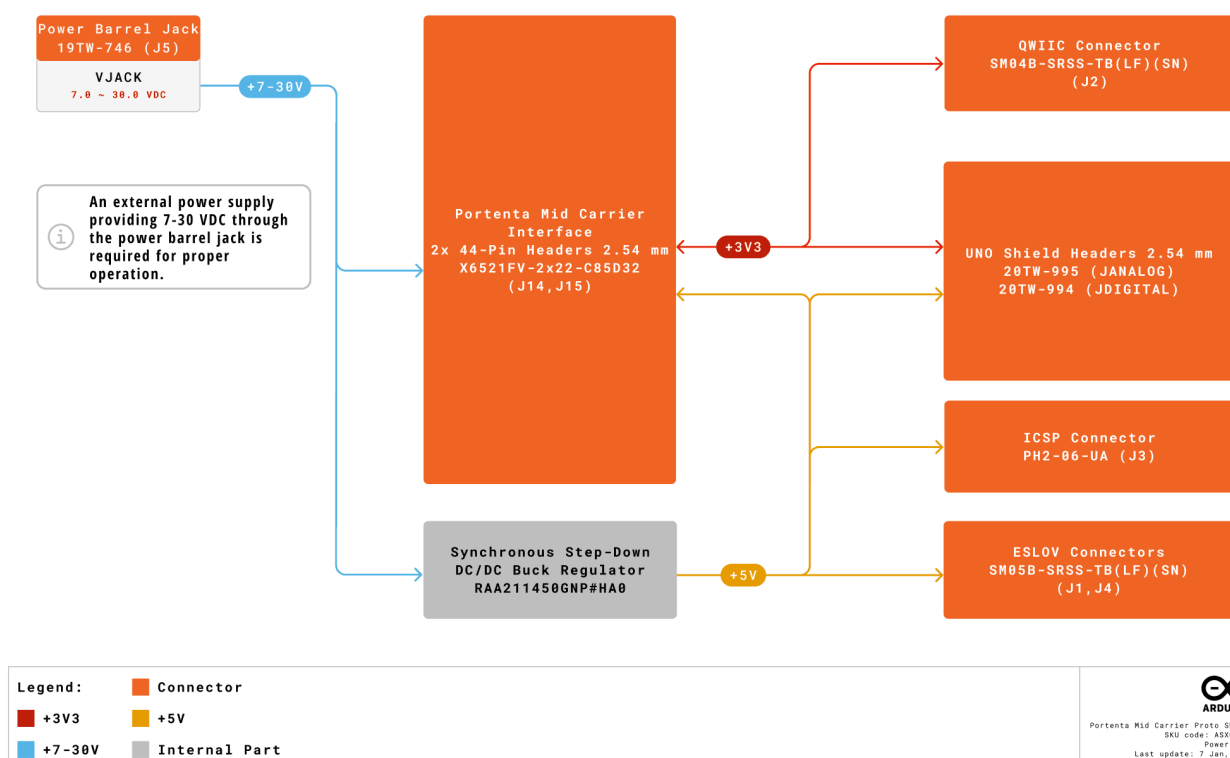 Power Barrel Jack
19TW-746 (J5)
VJACK
7.0 ~ 30.0 VDC
+7-30V
An external power supply
providing 7-30 VDC through
the power barrel jack is
required for proper
operation.
Portenta Mid Carrier
Interface
2x 44-Pin Headers 2.54 mm
X6521FV-2x22-C85D32
(J14,J15)
+3V3
QWIIC Connector
SM04B-SRSS-TB(LF)(SN)
(J2)
UNO Shield Headers 2.54 mm
20TW-995 (JANALOG)
20TW-994 (JDIGITAL)
ICSP Connector
PH2-06-UA (J3)
Synchronous Step-Down
DC/DC Buck Regulator
RAA211450GNP#HA0
+5V
ESLOV Connectors
SM05B-SRSS-TB(LF)(SN)
(J1,J4)
Legend:
Connector
+3V3
+5V
+7-30V
Internal Part
Portenta Mid Carrier Proto
SKU code:
Power
Last update: 7 Jan,